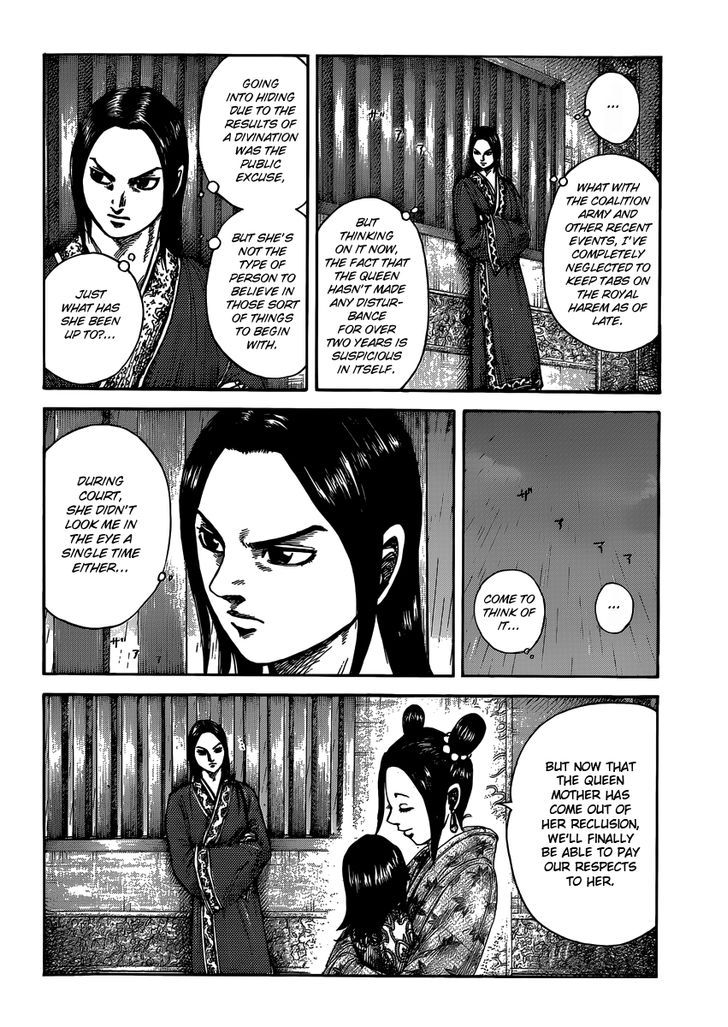 ...
WHAT WITH
THE COALITION
ARMY AND
OTHER RECENT
EVENTS, I'VE
COMPLETELY
NEGLECTED TO
KEEP TABS ON
THE ROYAL
HAREM AS OF
LATE.
BUT
THINKING
ON IT NOW,
THE FACT THAT
THE QUEEN
HASN'T MADE
ANY DISTUR-
BANCE
FOR OVER
TWO YEARS IS
SUSPICIOUS
IN ITSELF.
GOING
INTO HIDING
DUE TO THE
RESULTS OF
A DIVINATION
WAS THE
PUBLIC
EXCUSE,
BUT SHE'S
NOT THE
TYPE OF
PERSON TO
BELIEVE IN
THOSE SORT
OF THINGS
TO BEGIN
WITH.
JUST
WHAT HAS
SHE BEEN
UP TO?...
...
COME TO
THINK OF
IT...
DURING
COURT,
SHE DIDN'T
LOOK ME IN
THE EYE A
SINGLE TIME
EITHER...
BUT NOW THAT
THE QUEEN
MOTHER HAS
COME OUT OF
HER RECLUSION,
WE'LL FINALLY
BE ABLE TO PAY
OUR RESPECTS
TO HER.